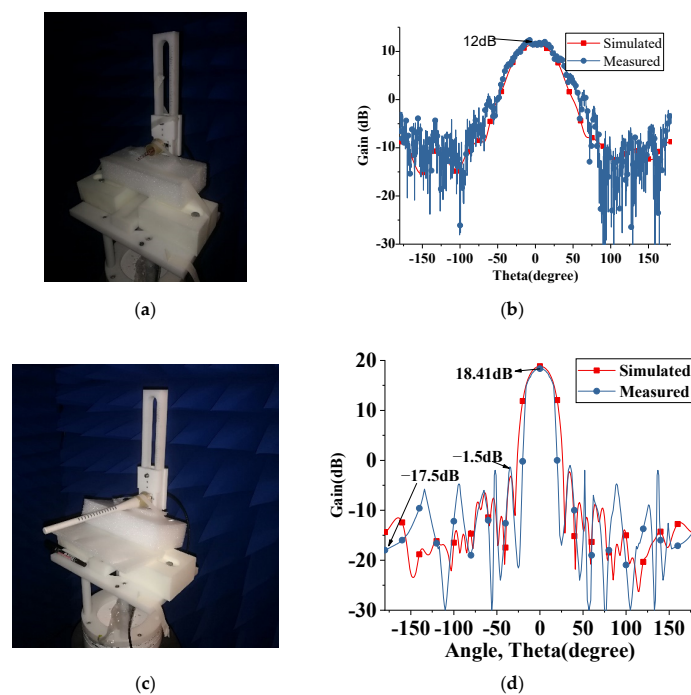 12dB
Simulated
Measured
10
0
-10
-20
-30
Gain (dB)
-150 -100 -50 0 50 100 150
Theta(degree)
(a)
(b)
20
10
0
-10
-20
-30
Gain(dB)
18.41dB
Simulated
Measured
−1.5dB
−17.5dB
-150 -100 -50 0 50 100 150
Angle, Theta(degree)
(c)
(d)